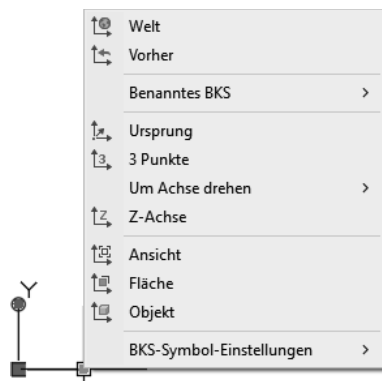 Welt
Vorher
Benanntes BKS
Ursprung
3 Punkte
Um Achse drehen
Z-Achse
Ansicht
Fläche
Objekt
BKS-Symbol-Einstellungen
Y